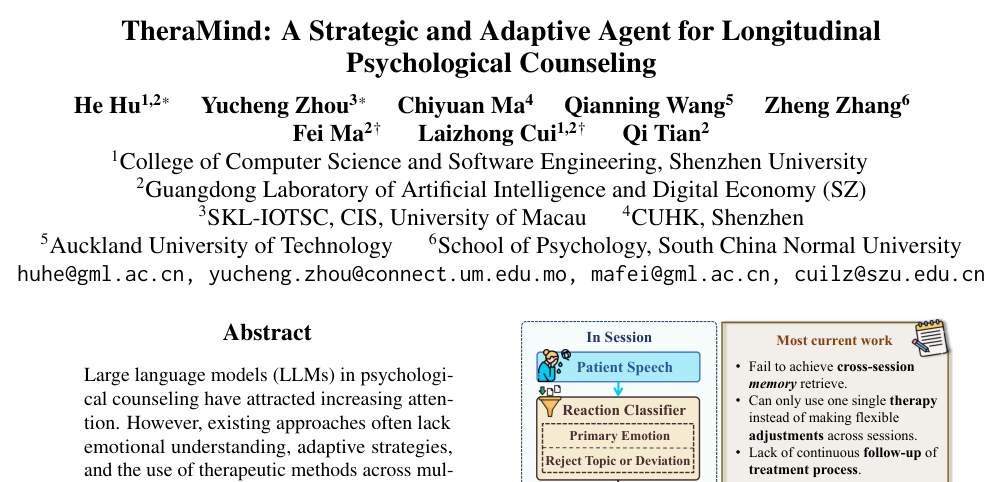 TheraMind: A Strategic and Adaptive Agent for Longitudinal
Psychological Counseling
He Hu1,2* Yucheng Zhou3* Chiyuan Ma4 Qianning Wang5 Zheng Zhang6
Fei Ma2† Laizhong Cui1,2† Qi Tian2
1College of Computer Science and Software Engineering, Shenzhen University
2Guangdong Laboratory of Artificial Intelligence and Digital Economy (SZ)
3SKL-IOTSC, CIS, University of Macau 4CUHK, Shenzhen
5Auckland University of Technology 6School of Psychology, South China Normal University
huhe@gml.ac.cn, yucheng.zhou@connect.um.edu.mo, mafei@gml.ac.cn, cuilz@szu.edu.cn
Abstract
Large language models (LLMs) in psychologi-
cal counseling have attracted increasing atten-
tion. However, existing approaches often lack
emotional understanding, adaptive strategies,
and the use of therapeutic methods across mul-
In Session
Patient Speech
Reaction Classifier
Primary Emotion
Reject Topic or Deviation
Most current work
• Fail to achieve cross-session
memory retrieve.
• Can only use one single therapy
instead of making flexible
adjustments across sessions.
• Lack of continuous follow-up of
treatment process.